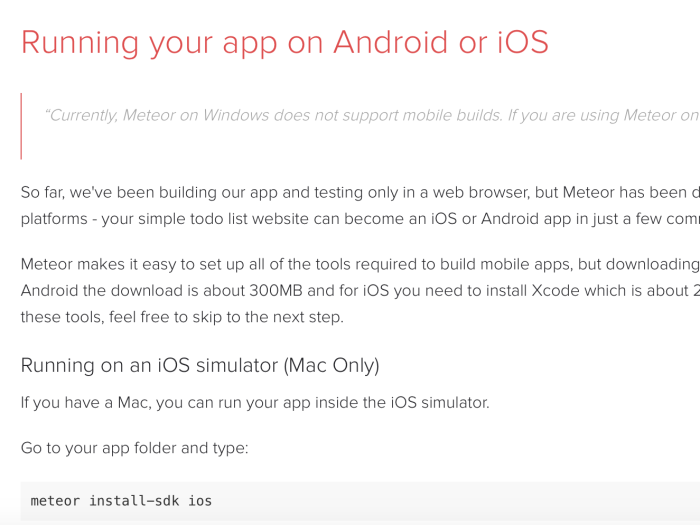 Running your app on Android or iOS
“Currently, Meteor on Windows does not support mobile builds. If you are using Meteor on
So far, we've been building our app and testing only in a web browser, but Meteor has been
platforms - your simple todo list website can become an iOS or Android app in just a few
Meteor makes it easy to set up all of the tools required to build mobile apps, but downloading
Android the download is about 300MB and for iOS you need to install Xcode which is about 2
these tools, feel free to skip to the next step.
Running on an iOS simulator (Mac Only)
If you have a Mac, you can run your app inside the iOS simulator.
Go to your app folder and type:
meteor install-sdk ios